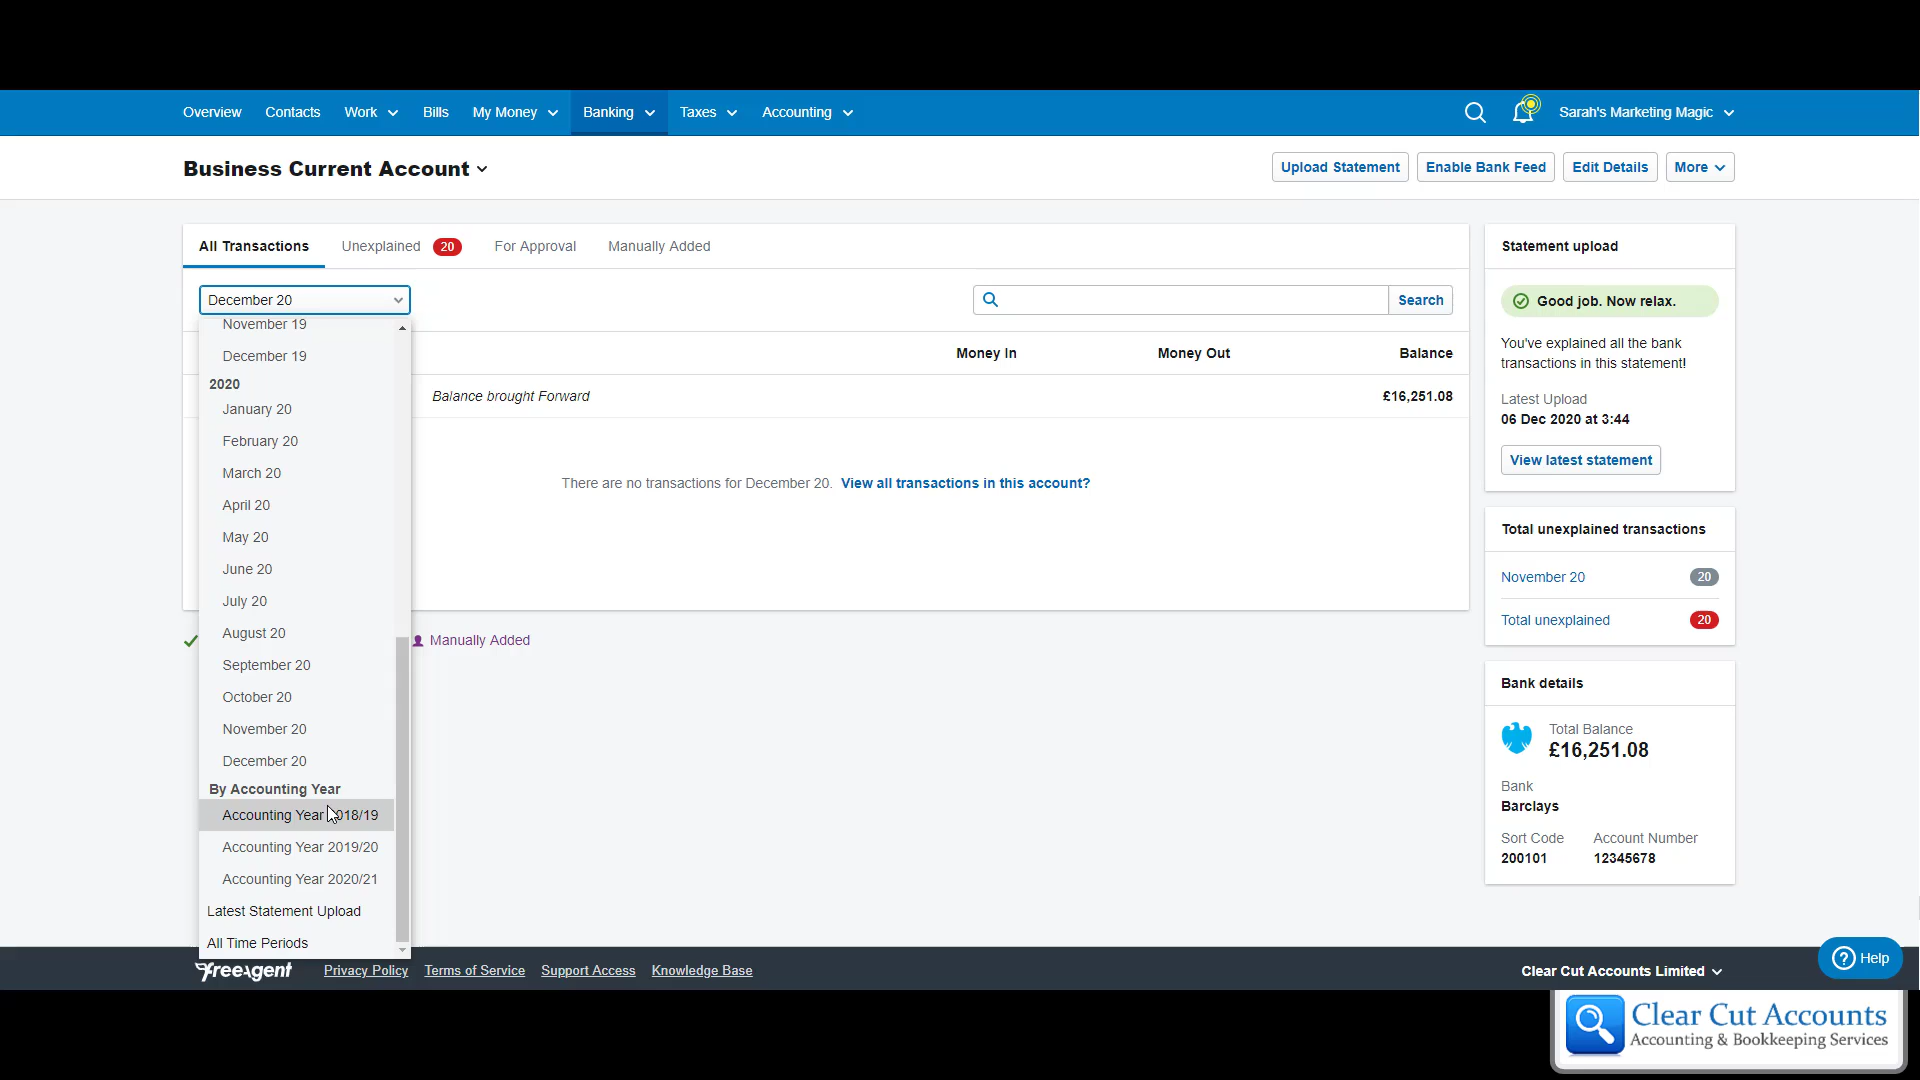 Overview Contacts Work Bills My Money Banking Taxes Accounting Sarah's Marketing Magic
Business Current Account Upload Statement Enable Bank Feed Edit Details More
All Transactions Unexplained 20 For Approval Manually Added
December 20 Search
November 19
December 19
2020
January 20
February 20
March 20
April 20
May 20
June 20
July 20
August 20
September 20
October 20
November 20
December 20
By Accounting Year
Accounting Year 2018/19
Accounting Year 2019/20
Accounting Year 2020/21
Latest Statement Upload
All Time Periods
Money In Money Out Balance
Balance brought Forward £16,251.08
There are no transactions for December 20. View all transactions in this account?
Manually Added
Statement upload
Good job. Now relax.
You've explained all the bank
transactions in this statement!
Latest Upload
06 Dec 2020 at 3:44
View latest statement
Total unexplained transactions
November 20 20
Total unexplained 20
Bank details
Total Balance
£16,251.08
Bank
Barclays
Sort Code Account Number
200101 12345678
Help
freeagent Privacy Policy Terms of Service Support Access Knowledge Base Clear Cut Accounts Limited
Clear Cut Accounts
Accounting & Bookkeeping Services